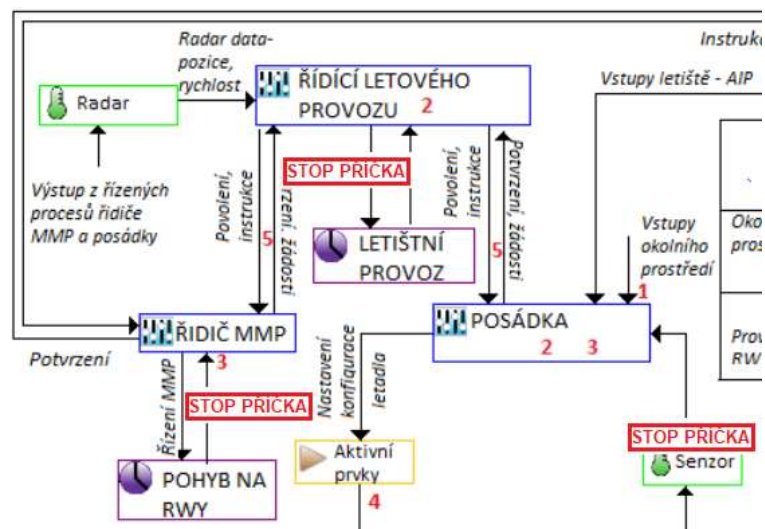 Instrukc
Radar data-
pozice,
rychlost
Radar
ŘÍDÍCÍ LETOVÉHO
PROVOZU 2
Vstupy letiště - AIP
Výstup z řízených
procesů řidiče
MMP a posádky
Povolení,
instrukce
5
rzení. žádosti
STOP PŘÍČKA
LETIŠTNÍ
PROVOZ
Povolení,
instrukce
5
Potvrzení, žádosti
Vstupy
okolního
prostředí
1
Oko
pros
Prov
RW
ŘIDIČ MMP
3
Potvrzení
POSÁDKA
2 3
Řízení MMP
STOP PŘÍČKA
POHYB NA
RWY
Nastavení
konfigurace
letadla
Aktivní
prvky
4
STOP PŘÍČKA
Senzor